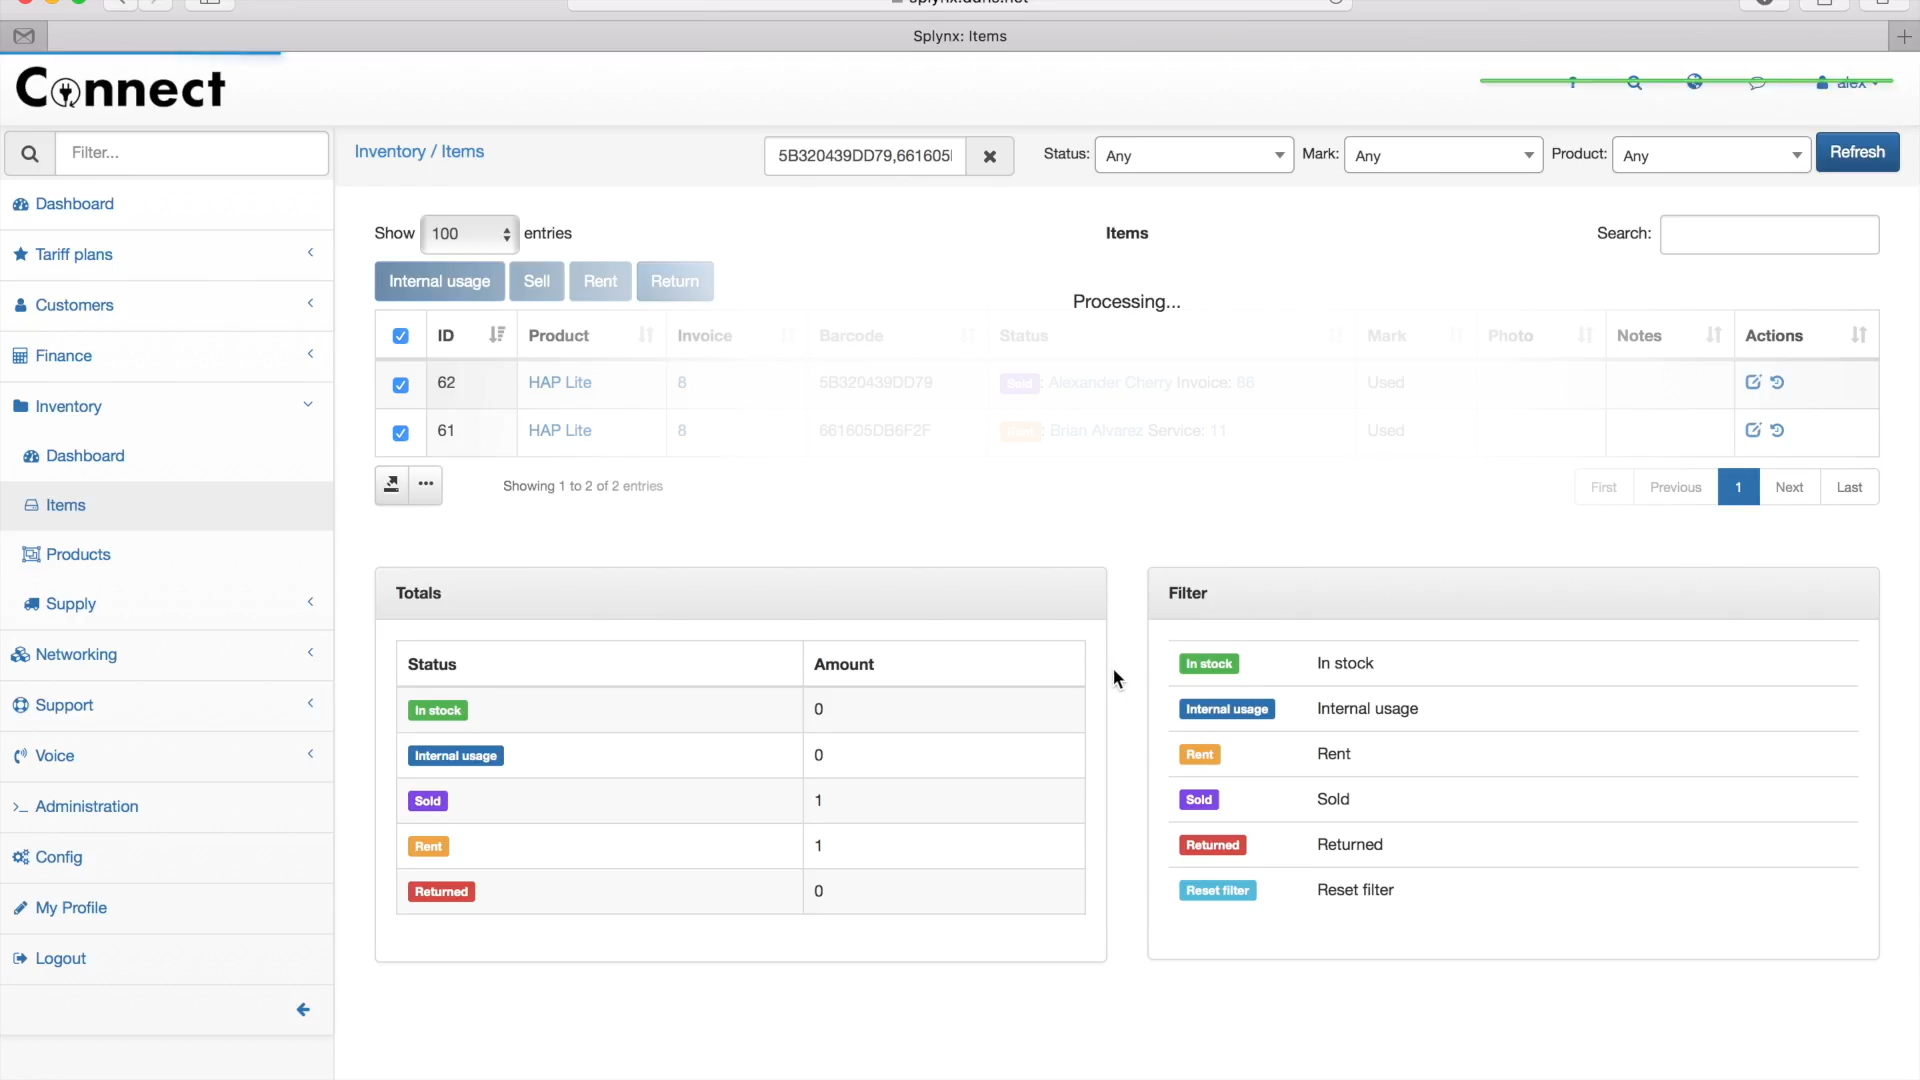 Splynx: Items
Connect
? alex
Filter...
Inventory / Items
5B320439DD79,661605
Status: Any
Mark: Any
Product: Any
Refresh
Dashboard
Tariff plans
Customers
Finance
Inventory
Dashboard
Items
Products
Supply
Networking
Support
Voice
>_ Administration
Config
My Profile
Logout
Show 100 entries
Items
Search:
Internal usage Sell Rent Return
Processing...
ID Product Invoice Barcode Status Mark Photo Notes Actions
62 HAP Lite 8 5B320439DD79 Sold : Alexander Cherry Invoice: 86 Used
61 HAP Lite 8 661605DB6F2F Rent : Brian Alvarez Service: 11 Used
Showing 1 to 2 of 2 entries
First Previous 1 Next Last
Totals
Status Amount
In stock 0
Internal usage 0
Sold 1
Rent 1
Returned 0
Filter
In stock In stock
Internal usage Internal usage
Rent Rent
Sold Sold
Returned Returned
Reset filter Reset filter